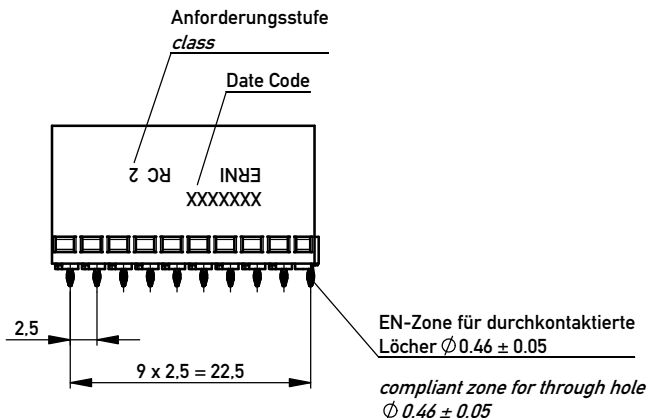 Anforderungsstufe
class
Date Code
RC 2
ERNI
XXXXXXX
2,5
9 x 2,5 = 22,5
EN-Zone für durchkontaktierte
Löcher ∅ 0.46 ± 0.05
compliant zone for through hole
∅ 0.46 ± 0.05